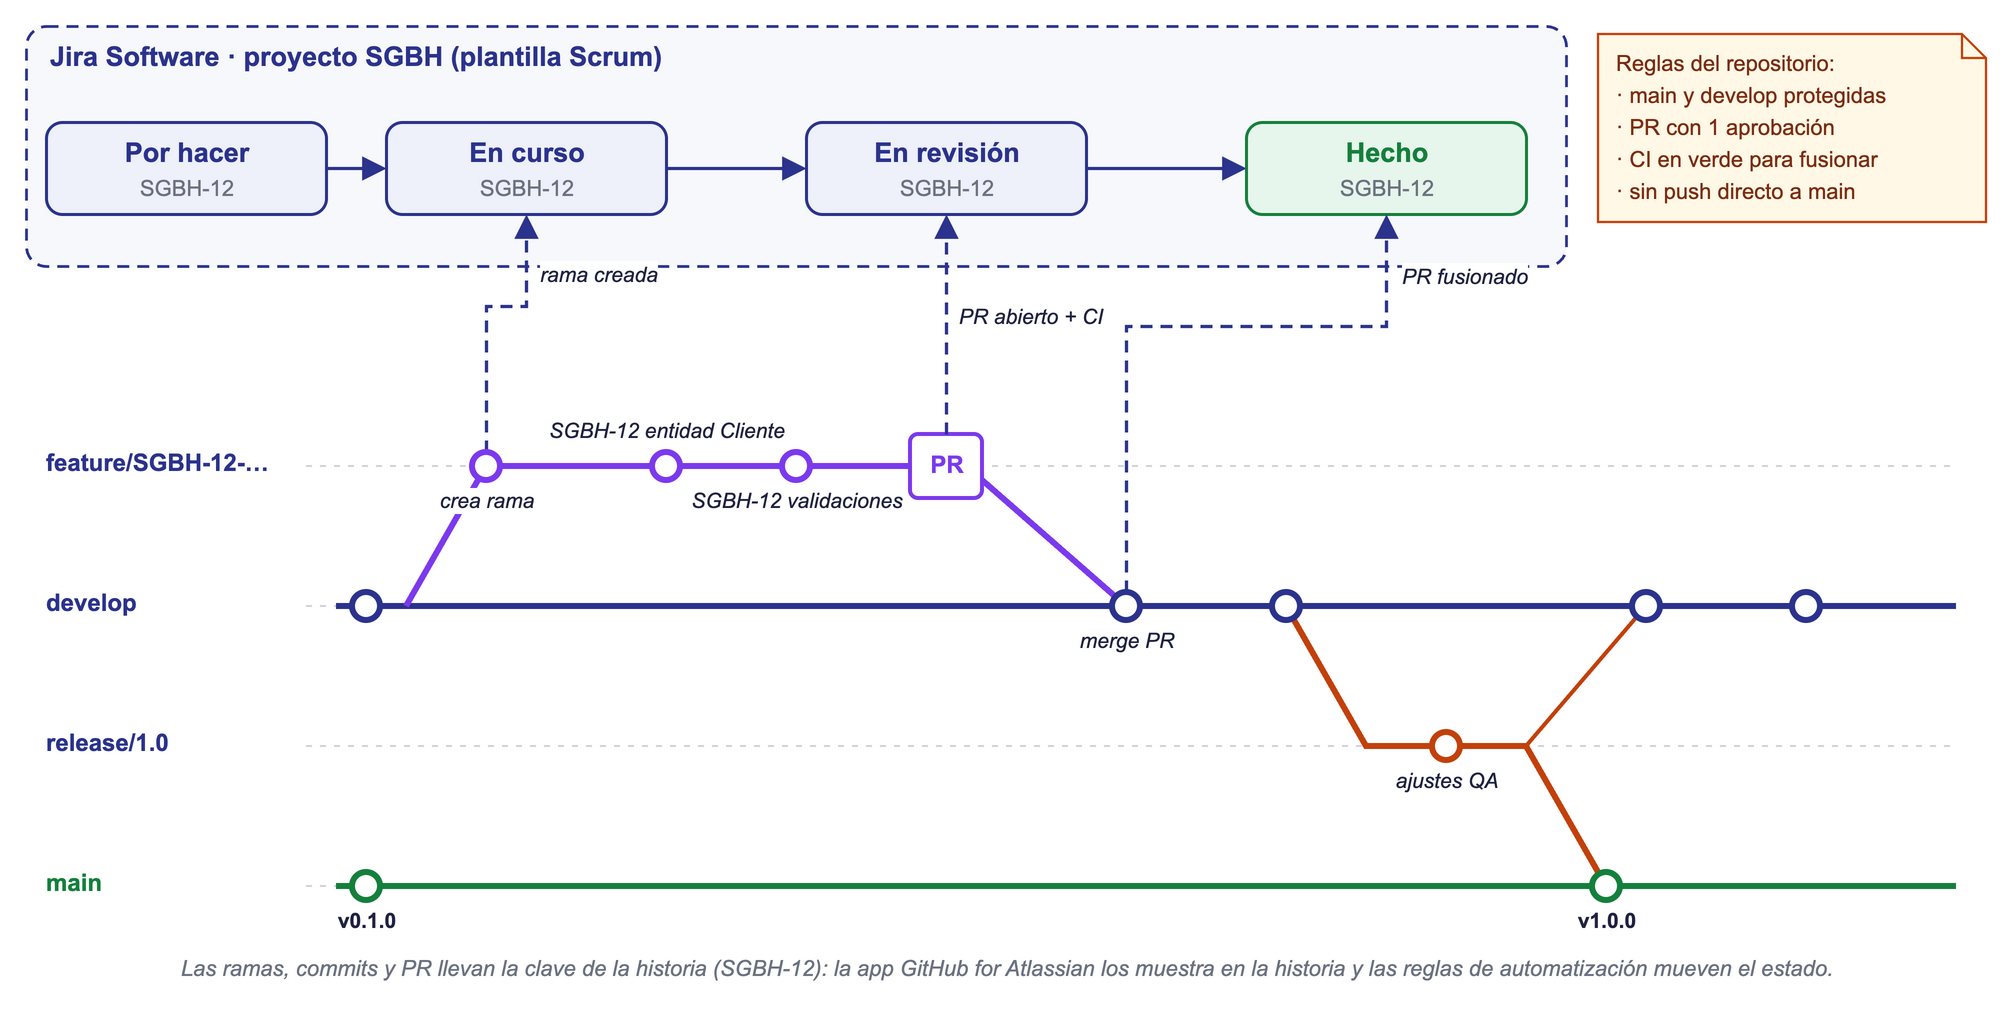 Jira Software · proyecto SGBH (plantilla Scrum)
Por hacer
SGBH-12
En curso
SGBH-12
En revisión
SGBH-12
Hecho
SGBH-12
Reglas del repositorio:
· main y develop protegidas
· PR con 1 aprobación
· CI en verde para fusionar
· sin push directo a main
rama creada
PR abierto + CI
PR fusionado
feature/SGBH-12-…
SGBH-12 entidad Cliente
PR
crea rama
SGBH-12 validaciones
develop
merge PR
release/1.0
ajustes QA
main
v0.1.0
v1.0.0
Las ramas, commits y PR llevan la clave de la historia (SGBH-12): la app GitHub for Atlassian los muestra en la historia y las reglas de automatización mueven el estado.